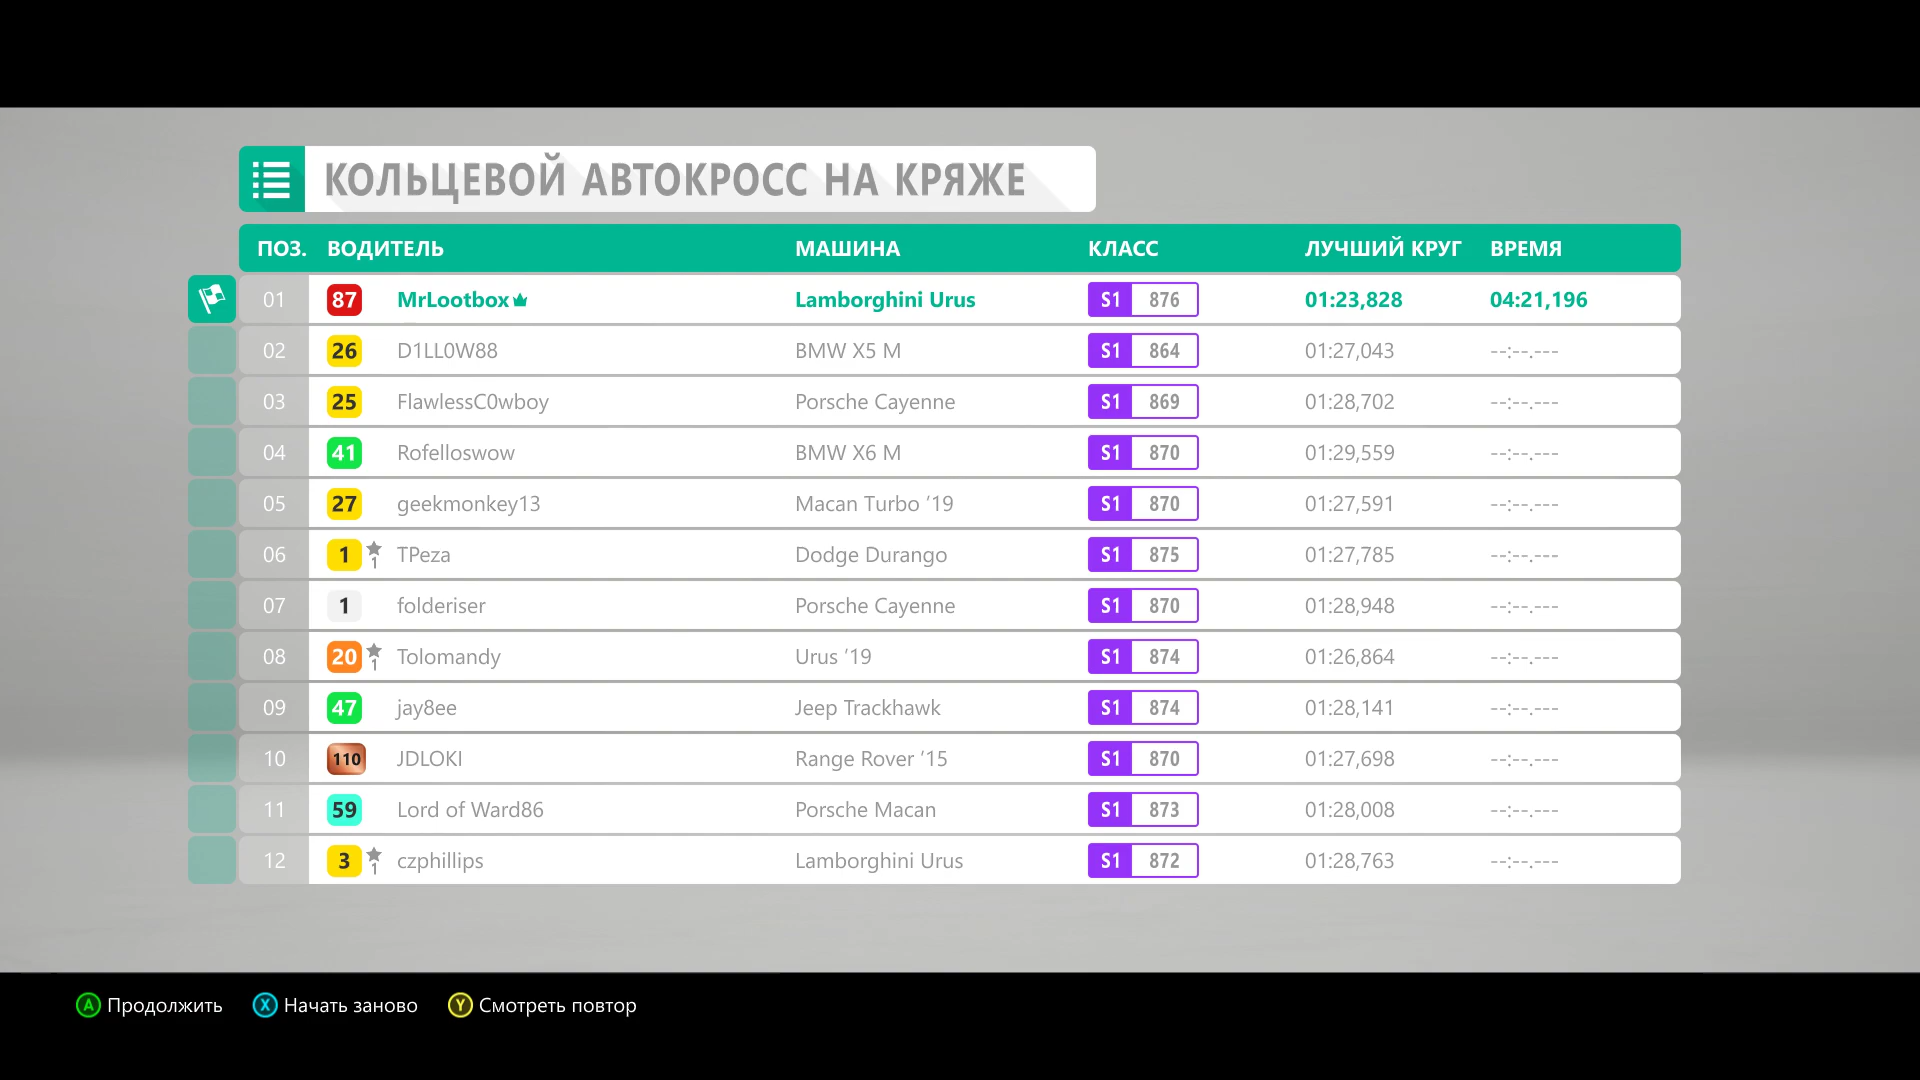 КОЛЬЦЕВОЙ АВТОКРОСС НА КРЯЖЕ
ПОЗ. ВОДИТЕЛЬ МАШИНА КЛАСС ЛУЧШИЙ КРУГ ВРЕМЯ
01 87 MrLootbox Lamborghini Urus S1 876 01:23,828 04:21,196
02 26 D1LL0W88 BMW X5 M S1 864 01:27,043 --:--.---
03 25 FlawlessC0wboy Porsche Cayenne S1 869 01:28,702 --:--.---
04 41 Rofelloswow BMW X6 M S1 870 01:29,559 --:--.---
05 27 geekmonkey13 Macan Turbo ’19 S1 870 01:27,591 --:--.---
06 1 1 TPeza Dodge Durango S1 875 01:27,785 --:--.---
07 1 folderiser Porsche Cayenne S1 870 01:28,948 --:--.---
08 20 1 Tolomandy Urus ’19 S1 874 01:26,864 --:--.---
09 47 jay8ee Jeep Trackhawk S1 874 01:28,141 --:--.---
10 110 JDLOKI Range Rover ’15 S1 870 01:27,698 --:--.---
11 59 Lord of Ward86 Porsche Macan S1 873 01:28,008 --:--.---
12 3 1 czphillips Lamborghini Urus S1 872 01:28,763 --:--.---
A Продолжить X Начать заново Y Смотреть повтор